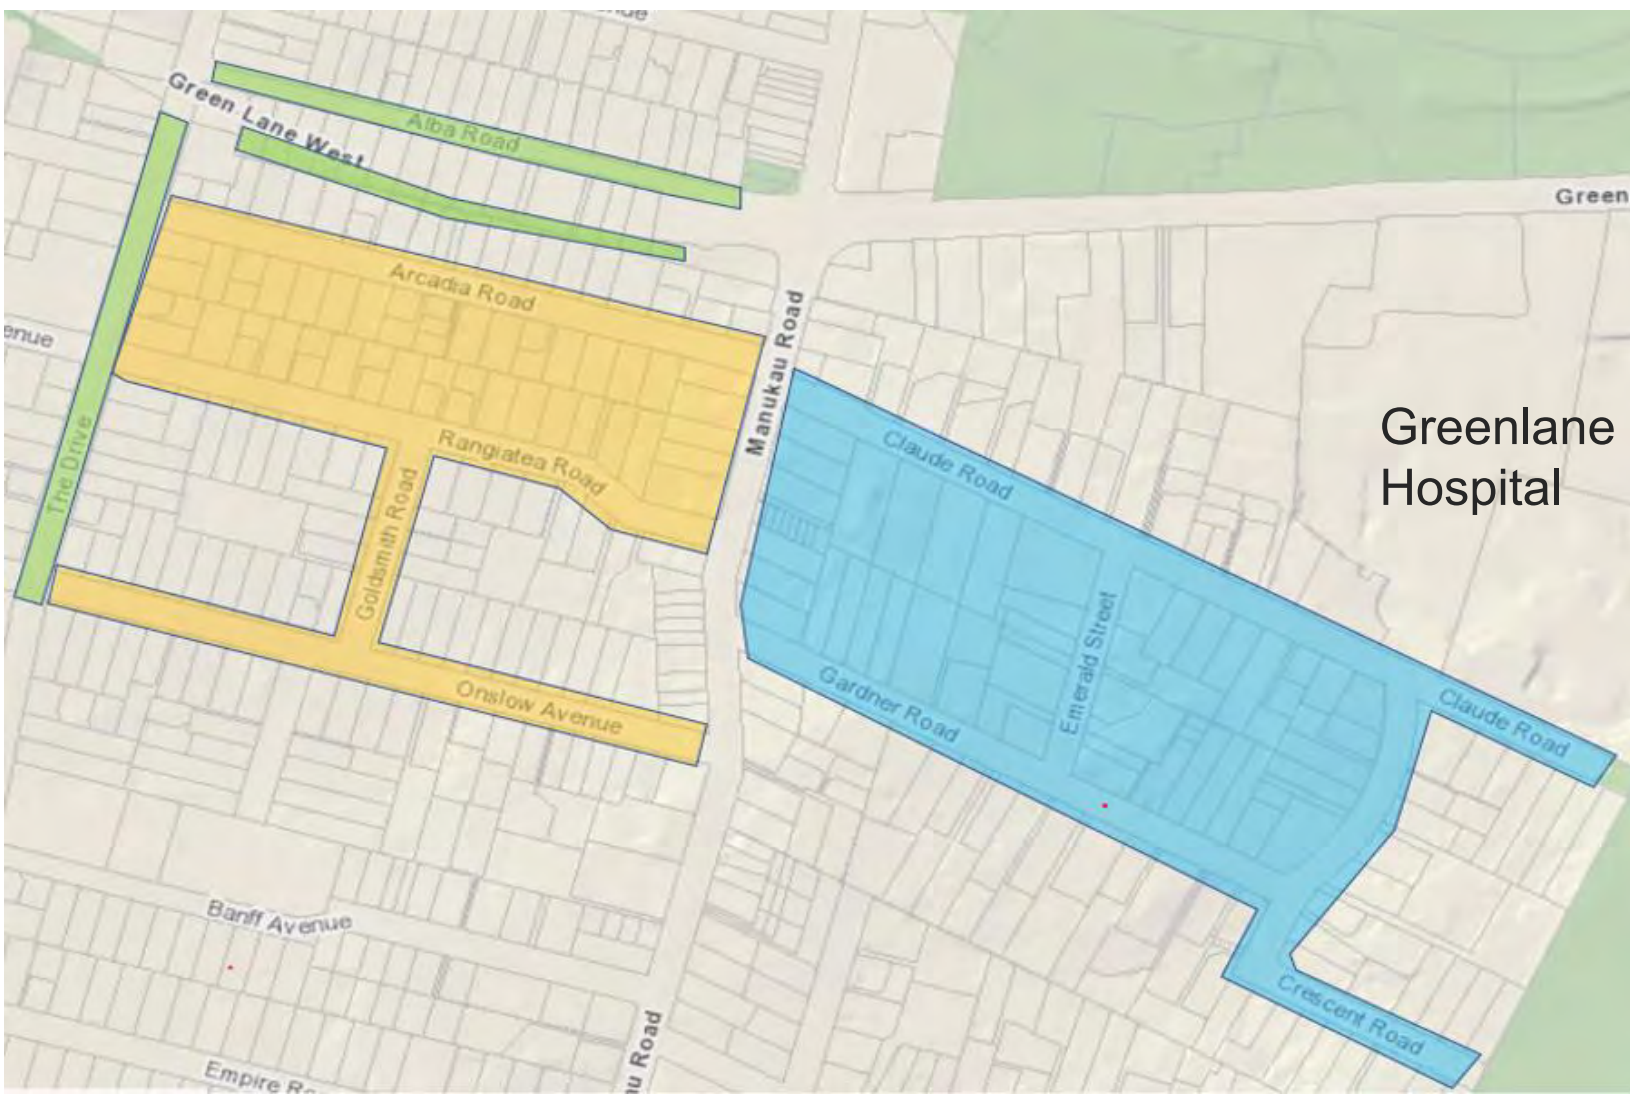 Green Lane West
Alba Road
Green
Arcadia Road
Manukau Road
enue
Greenlane
Hospital
Claude Road
Rangiatea Road
The Drive
Goldsmith Road
Emerald Street
Onslow Avenue
Gardner Road
Claude Road
Banff Avenue
Crescent Road
Empire Ro
u Road